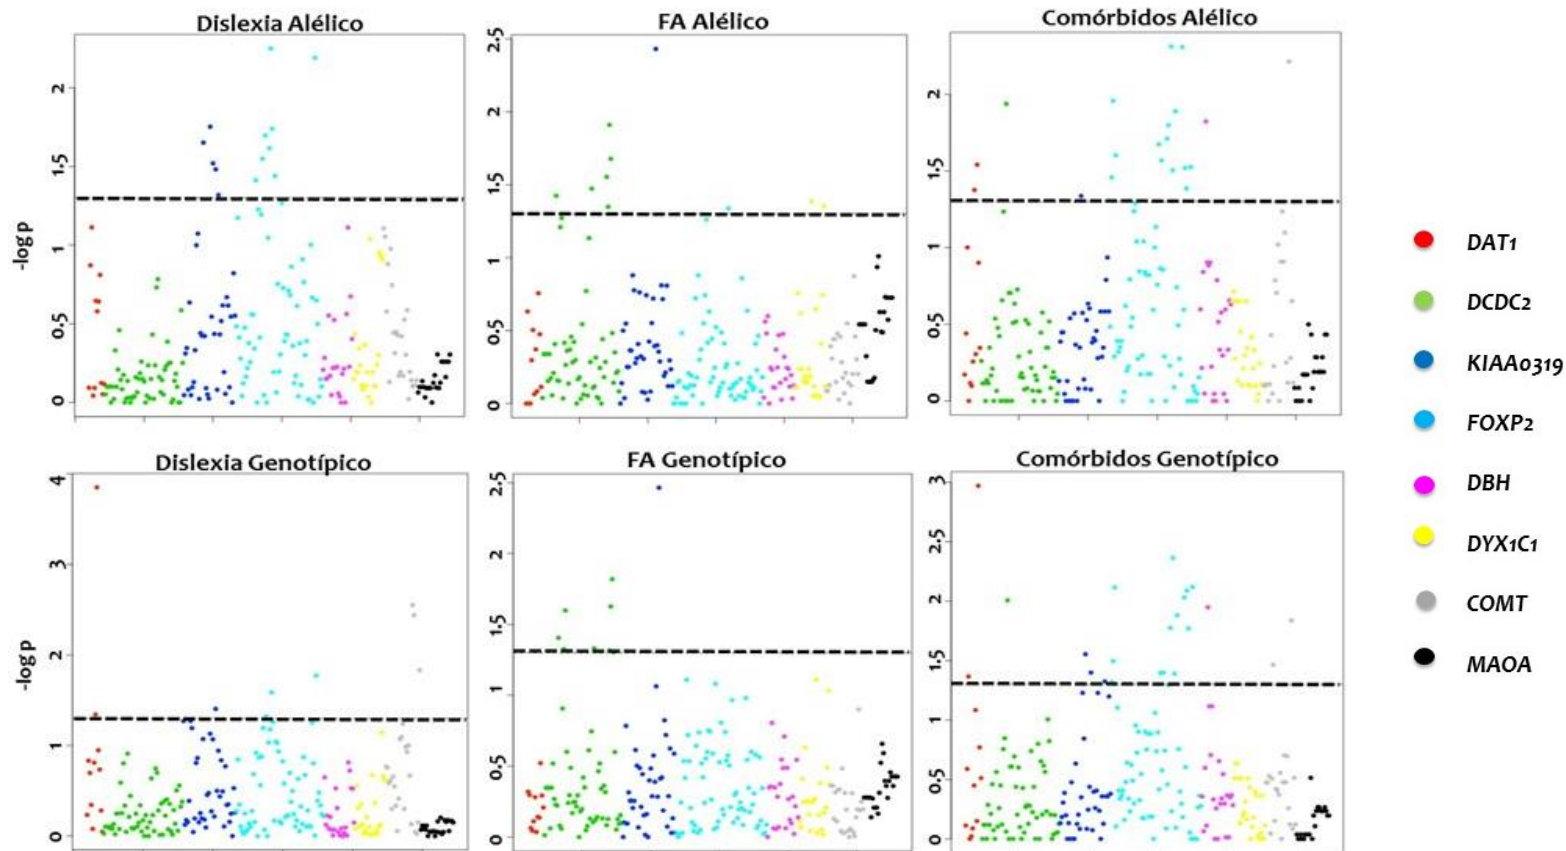 Dislexia Alélico
FA Alélico
Comórbidos Alélico
-log p
0
0.5
1
1.5
2
0
0.5
1
1.5
2
2.5
0
0.5
1
1.5
2
Dislexia Genotípico
FA Genotípico
Comórbidos Genotípico
-log p
0
1
2
3
4
0
0.5
1
1.5
2
2.5
0
0.5
1
1.5
2
2.5
3
DAT1
DCDC2
KIAA0319
FOXP2
DBH
DYX1C1
COMT
MAOA